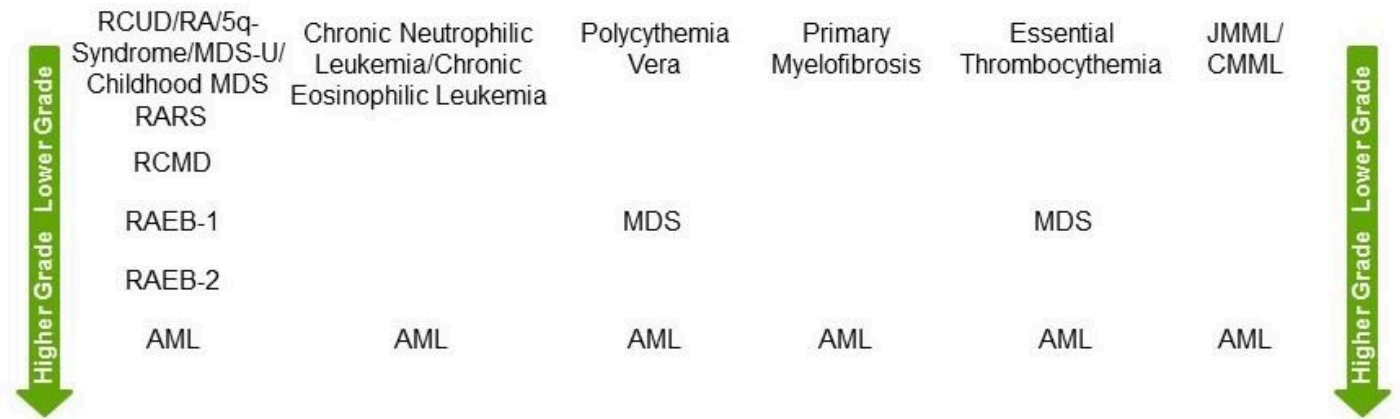 RCUD/RA/5q-
Syndrome/MDS-U/
Childhood MDS
RARS
RCMD
RAEB-1
RAEB-2
AML
Chronic Neutrophilic
Leukemia/Chronic
Eosinophilic Leukemia
AML
Polycythemia
Vera
MDS
AML
Primary
Myelofibrosis
AML
Essential
Thrombocythemia
MDS
AML
JMML/
CMML
AML
Higher Grade Lower Grade
Higher Grade Lower Grade